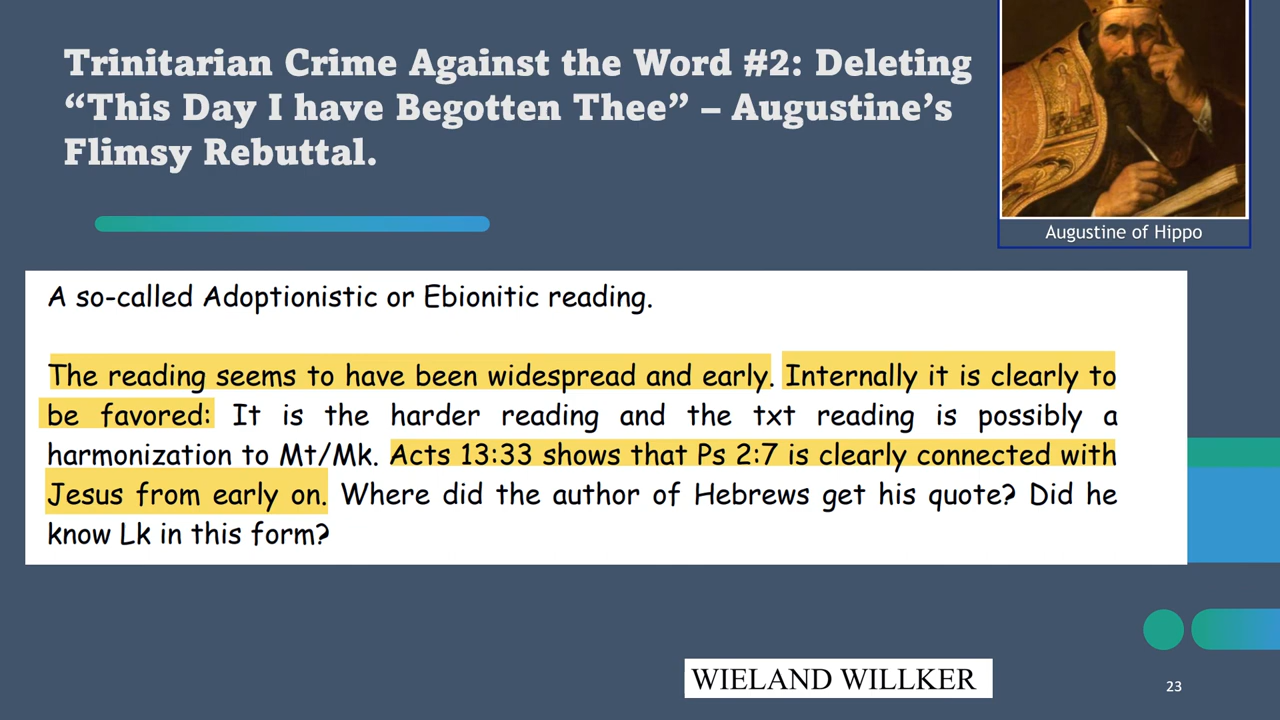 Trinitarian Crime Against the Word #2: Deleting
“This Day I have Begotten Thee” – Augustine’s
Flimsy Rebuttal.
Augustine of Hippo
A so-called Adoptionistic or Ebionitic reading.
The reading seems to have been widespread and early. Internally it is clearly to
be favored: It is the harder reading and the txt reading is possibly a
harmonization to Mt/Mk. Acts 13:33 shows that Ps 2:7 is clearly connected with
Jesus from early on. Where did the author of Hebrews get his quote? Did he
know Lk in this form?
WIELAND WILLKER
23